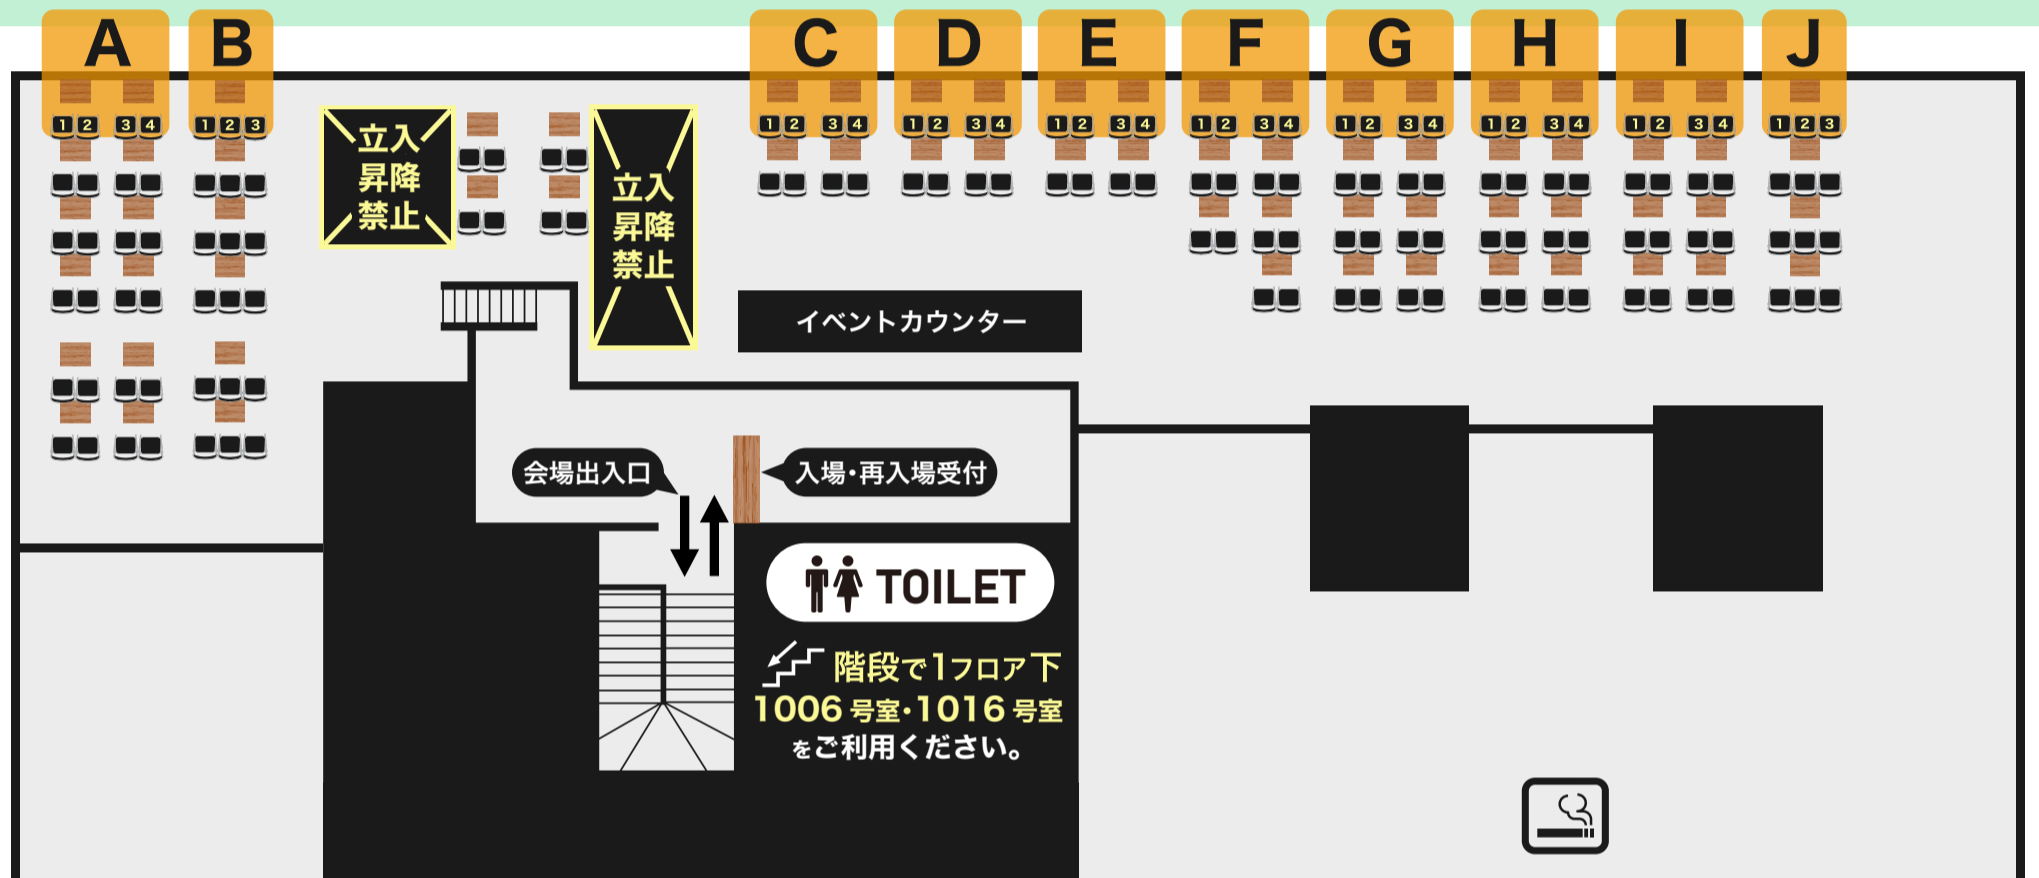 A B C D E F G H I J
1 2 3 4 1 2 3 1 2 3 4 1 2 3 4 1 2 3 4 1 2 3 4 1 2 3 4 1 2 3 4 1 2 3 4 1 2 3
立入
昇降
禁止
立入
昇降
禁止
イベントカウンター
会場出入口
入場・再入場受付
TOILET
階段で1フロア下
1006号室・1016号室
をご利用ください。